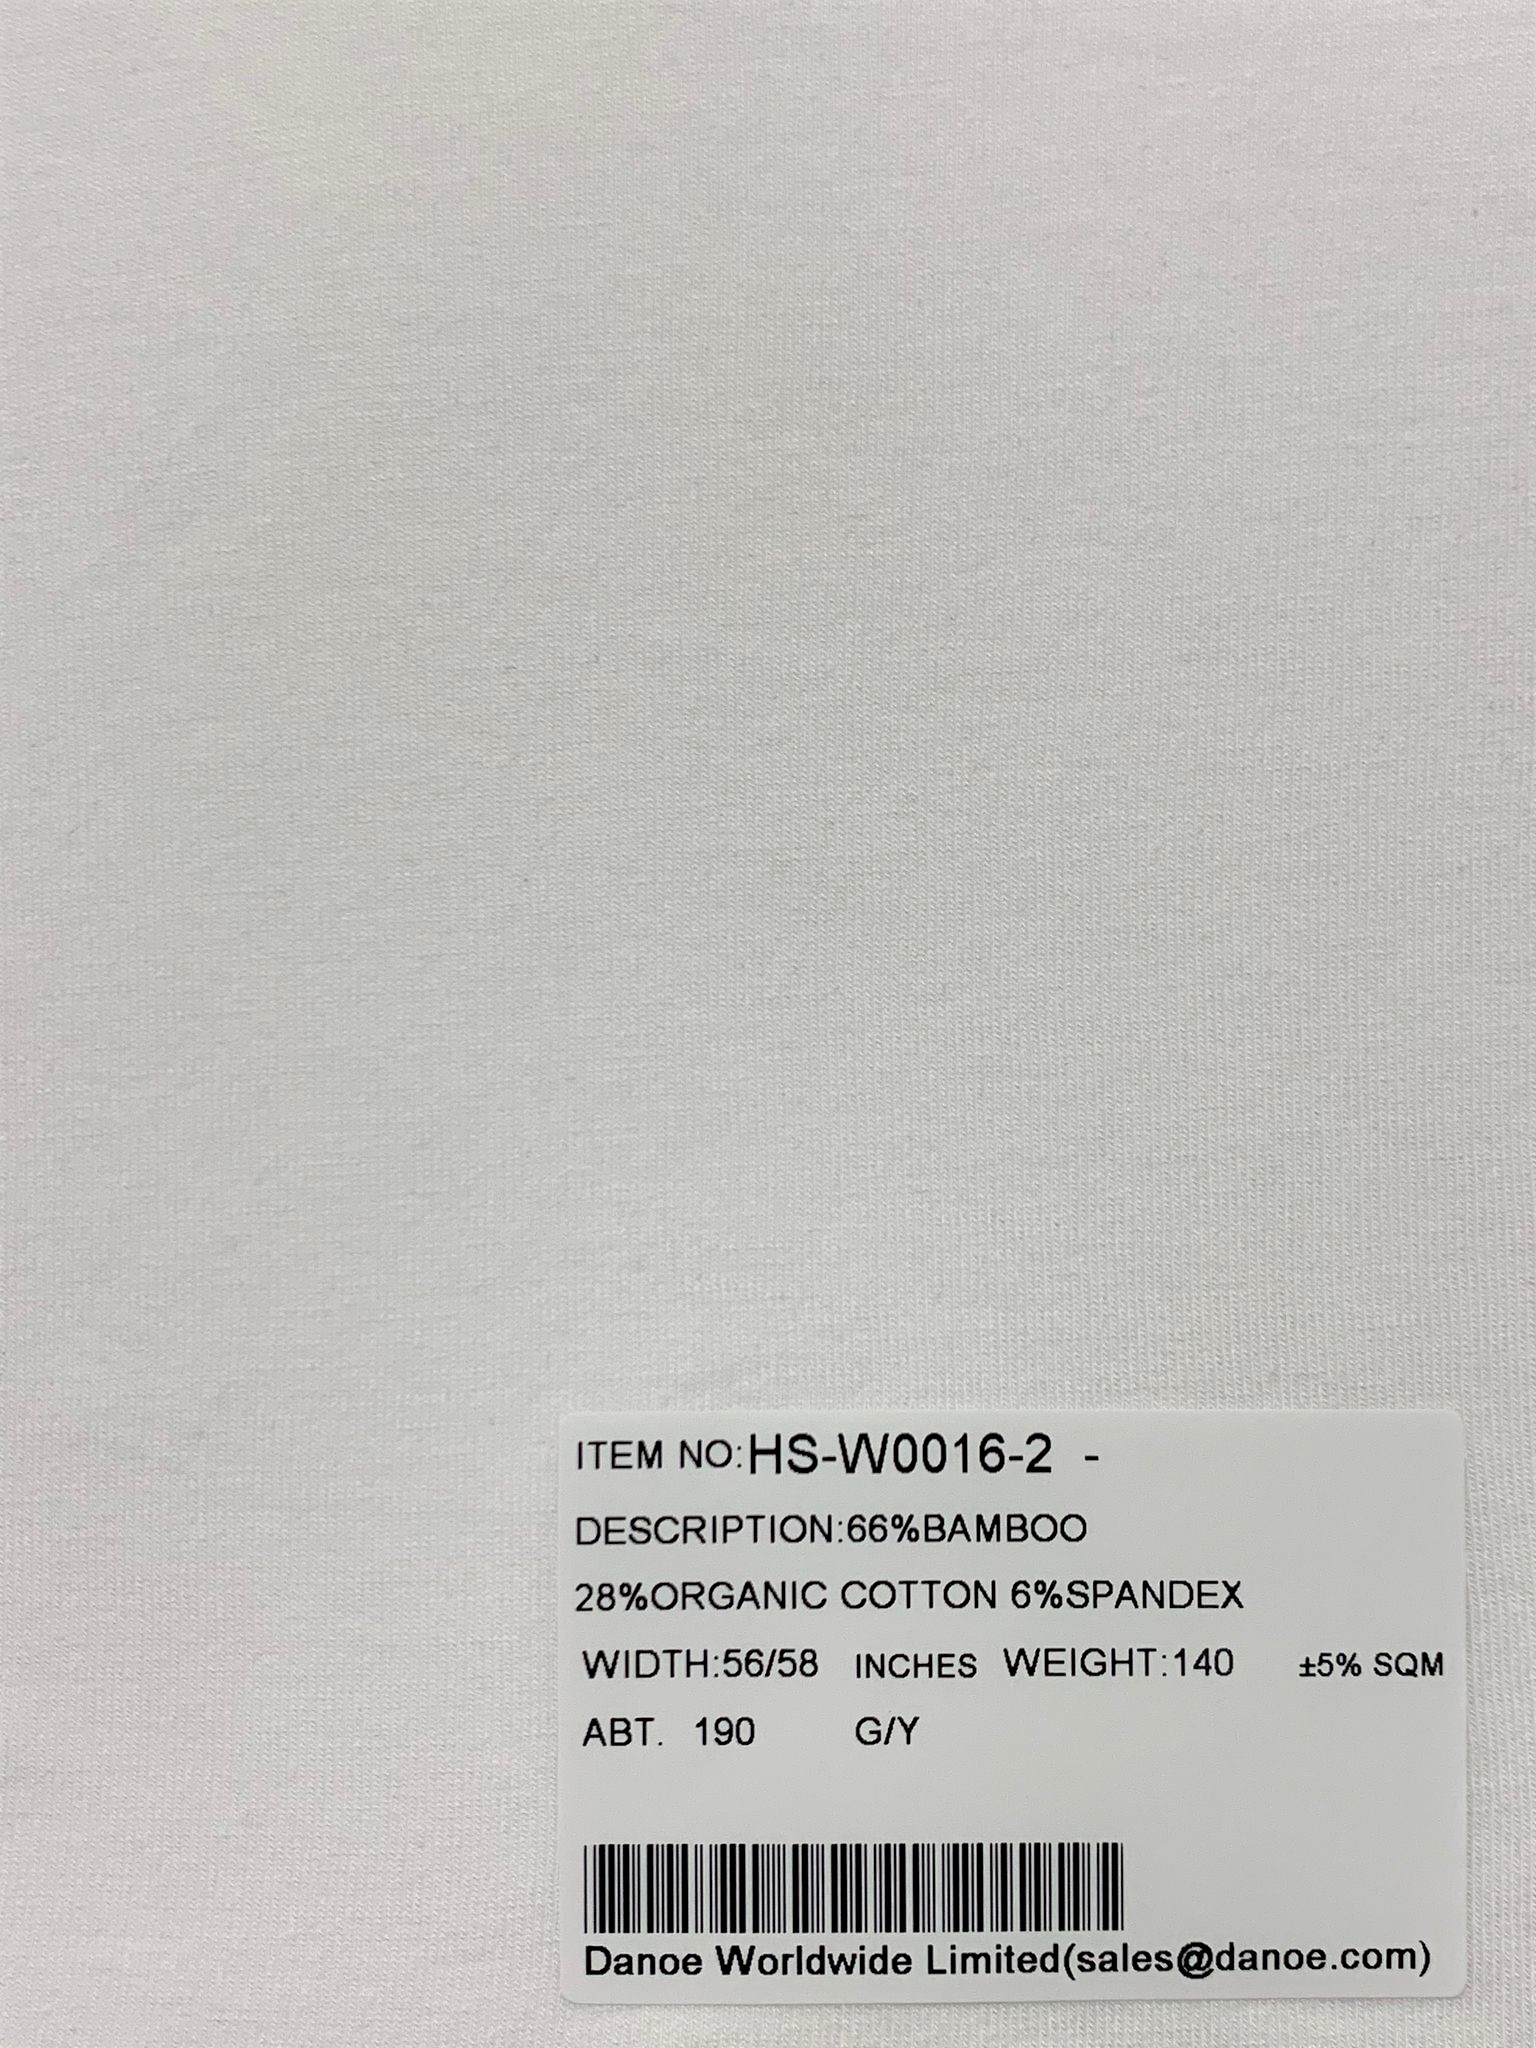 ITEM NO:HS-W0016-2 -
DESCRIPTION:66%BAMBOO
28%ORGANIC COTTON 6%SPANDEX
WIDTH:56/58 INCHES WEIGHT:140 ±5% SQM
ABT. 190 G/Y
Danoe Worldwide Limited(sales@danoe.com)